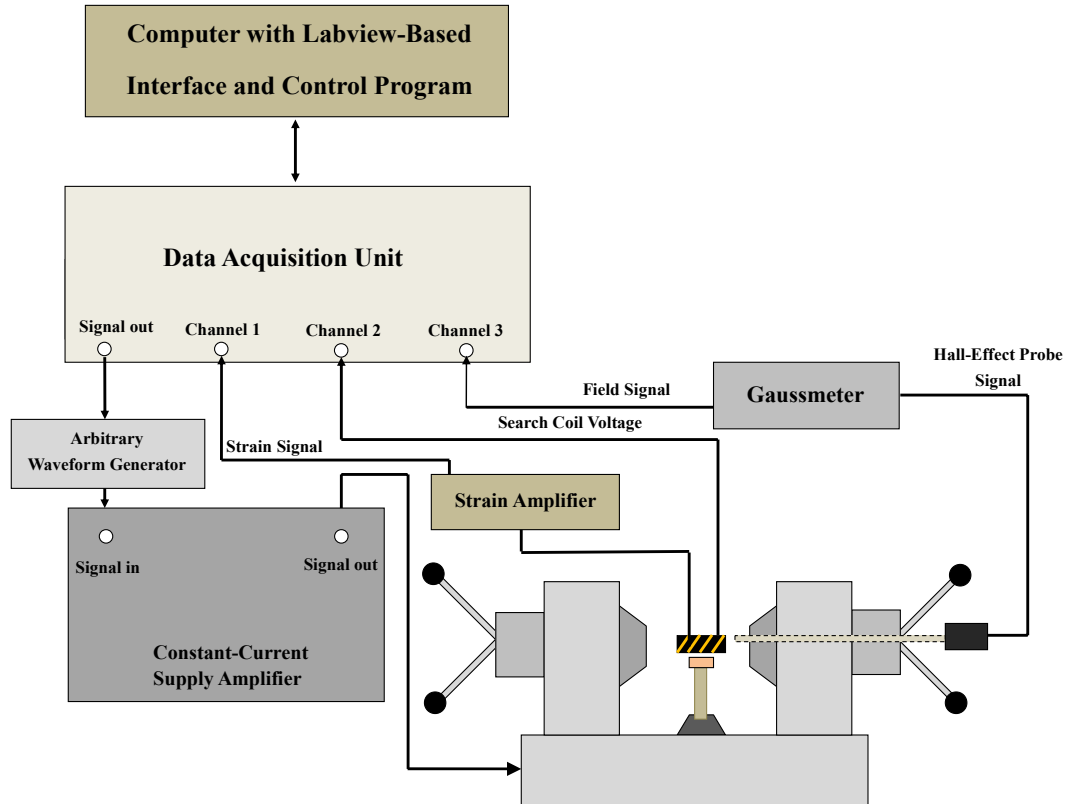 Computer with Labview-Based
Interface and Control Program
Data Acquisition Unit
Signal out
Channel 1
Channel 2
Channel 3
Hall-Effect Probe
Signal
Field Signal
Gaussmeter
Search Coil Voltage
Arbitrary
Waveform Generator
Strain Signal
Strain Amplifier
Signal in
Signal out
Constant-Current
Supply Amplifier